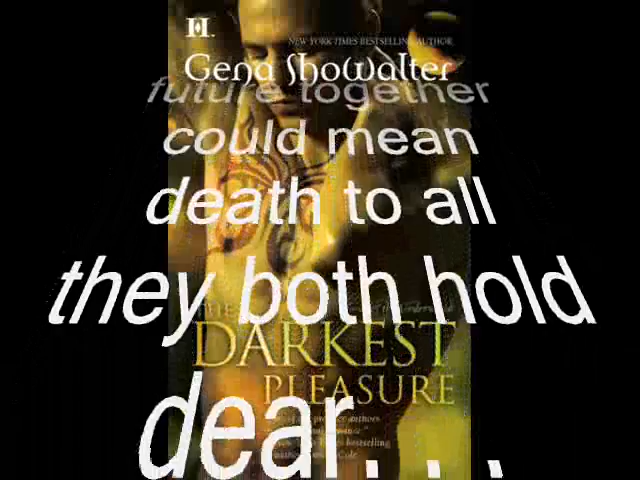 H.
NEW YORK TIMES BESTSELLING AUTHOR
Gena Showalter
future together
could mean
death to all
they both hold
THE
DARKEST
PLEASURE
dear. . .